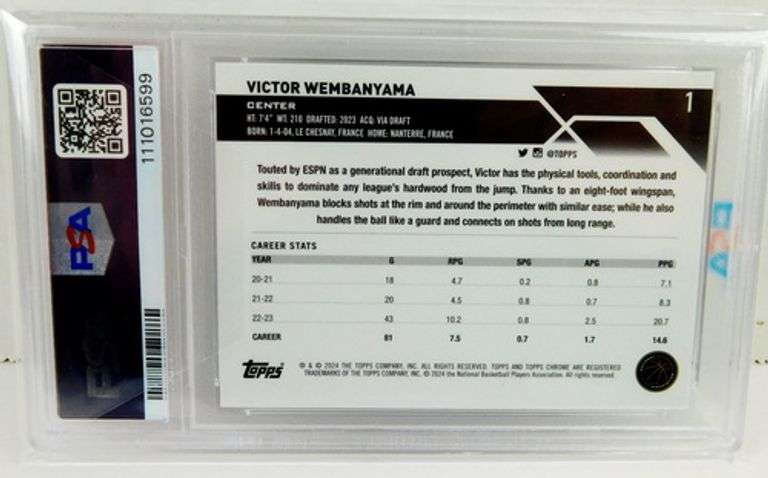 VICTOR WEMBANYAMA
1
CENTER
HT: 7'4" WT: 210 DRAFTED: 2023 ACQ: VIA DRAFT
BORN: 1-4-04, LE CHESNAY, FRANCE HOME: NANTERRE, FRANCE
@TOPPS
Touted by ESPN as a generational draft prospect, Victor has the physical tools, coordination and
skills to dominate any league's hardwood from the jump. Thanks to an eight-foot wingspan,
Wembanyama blocks shots at the rim and around the perimeter with similar ease; while he also
handles the ball like a guard and connects on shots from long range.
CAREER STATS
YEAR G RPG SPG APG PPG
20-21 18 4.7 0.2 0.8 7.1
21-22 20 4.5 0.8 0.7 8.3
22-23 43 10.2 0.8 2.5 20.7
CAREER 81 7.5 0.7 1.7 14.6
Topps
® & © 2024 THE TOPPS COMPANY, INC. ALL RIGHTS RESERVED. TOPPS AND TOPPS CHROME ARE REGISTERED
TRADEMARKS OF THE TOPPS COMPANY, INC. © 2024 the National Basketball Players Association. All rights reserved.
PSA
111016599